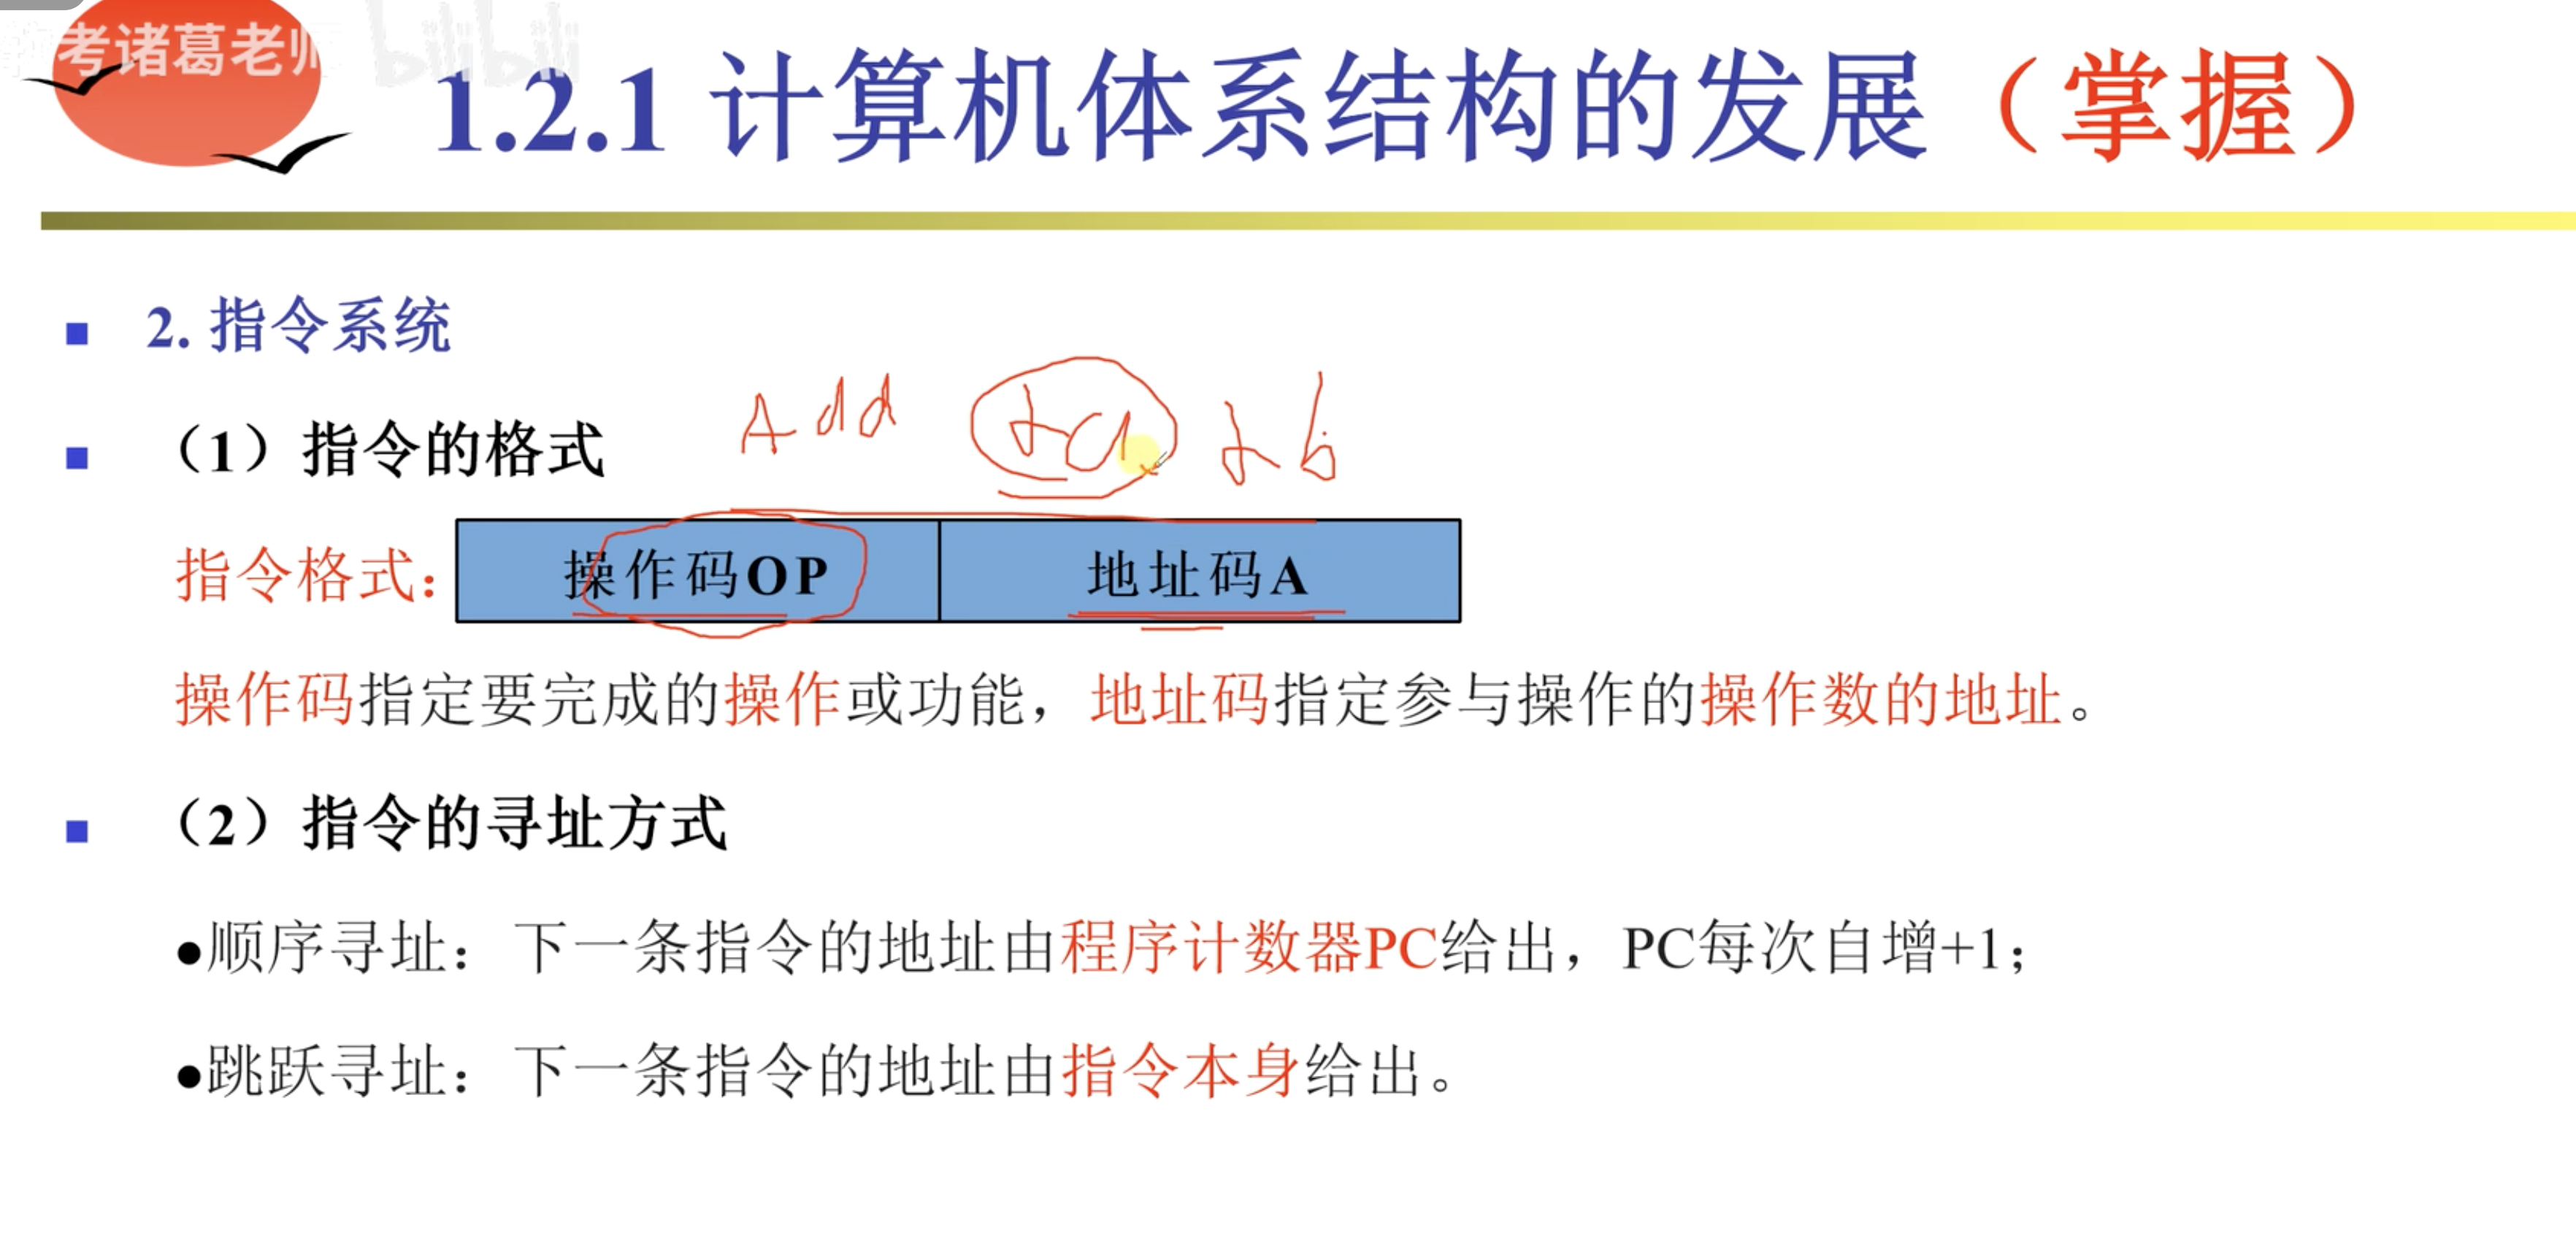 考诸葛老师
bilibili
1.2.1 计算机体系结构的发展（掌握）
2. 指令系统
（1）指令的格式
Add &a &b
指令格式：操作码OP 地址码A
操作码指定要完成的操作或功能，地址码指定参与操作的操作数的地址。
（2）指令的寻址方式
●顺序寻址：下一条指令的地址由程序计数器PC给出，PC每次自增+1；
●跳跃寻址：下一条指令的地址由指令本身给出。